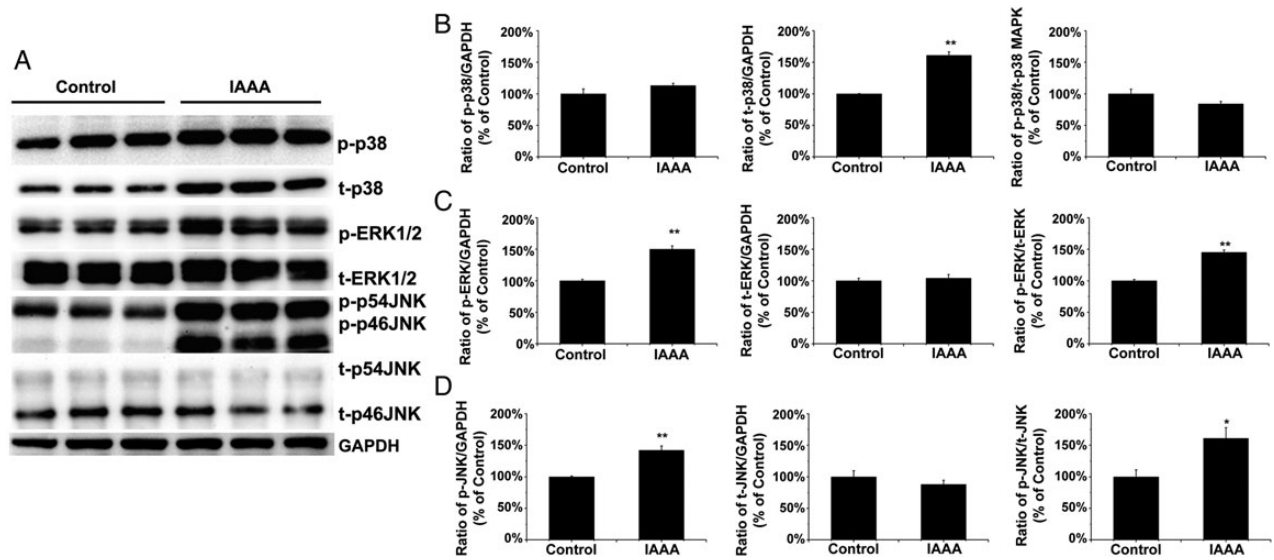 A
Control IAAA
p-p38
t-p38
p-ERK1/2
t-ERK1/2
p-p54JNK
p-p46JNK
t-p54JNK
t-p46JNK
GAPDH
B
Ratio of p-p38/GAPDH
(% of Control)
200%
150%
100%
50%
0%
Control IAAA
Ratio of t-p38/GAPDH
(% of Control)
200%
150%
100%
50%
0%
**
Control IAAA
Ratio of p-p38/t-p38 MAPK
(% of Control)
200%
150%
100%
50%
0%
Control IAAA
C
Ratio of p-ERK/GAPDH
(% of Control)
200%
150%
100%
50%
0%
**
Control IAAA
Ratio of t-ERK/GAPDH
(% of Control)
200%
150%
100%
50%
0%
Control IAAA
Ratio of p-ERK/t-ERK
(% of Control)
200%
150%
100%
50%
0%
**
Control IAAA
D
Ratio of p-JNK/GAPDH
(% of Control)
200%
150%
100%
50%
0%
**
Control IAAA
Ratio of t-JNK/GAPDH
(% of Control)
200%
150%
100%
50%
0%
Control IAAA
Ratio of p-JNK/t-JNK
(% of Control)
200%
150%
100%
50%
0%
*
Control IAAA